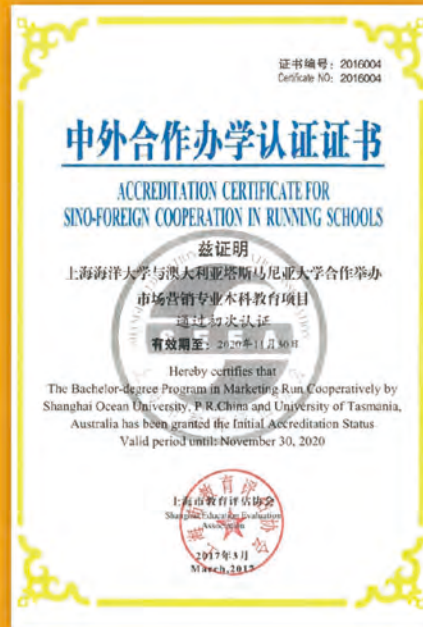 证书编号：2016004
Certificate NO：2016004
中外合作办学认证证书
ACCREDITATION CERTIFICATE FOR
SINO-FOREIGN COOPERATION IN RUNNING SCHOOLS
兹证明
上海海洋大学与澳大利亚塔斯马尼亚大学合作举办
市场营销专业本科教育项目
通过初次认证
有效期至：2020年11月30日
Hereby certifies that
The Bachelor-degree Program in Marketing Run Cooperatively by
Shanghai Ocean University, P.R.China and University of Tasmania,
Australia has been granted the Initial Accreditation Status
Valid period until: November 30, 2020
上海市教育评估协会
Shanghai Education Evaluation
Association
2017年3月
March,2017